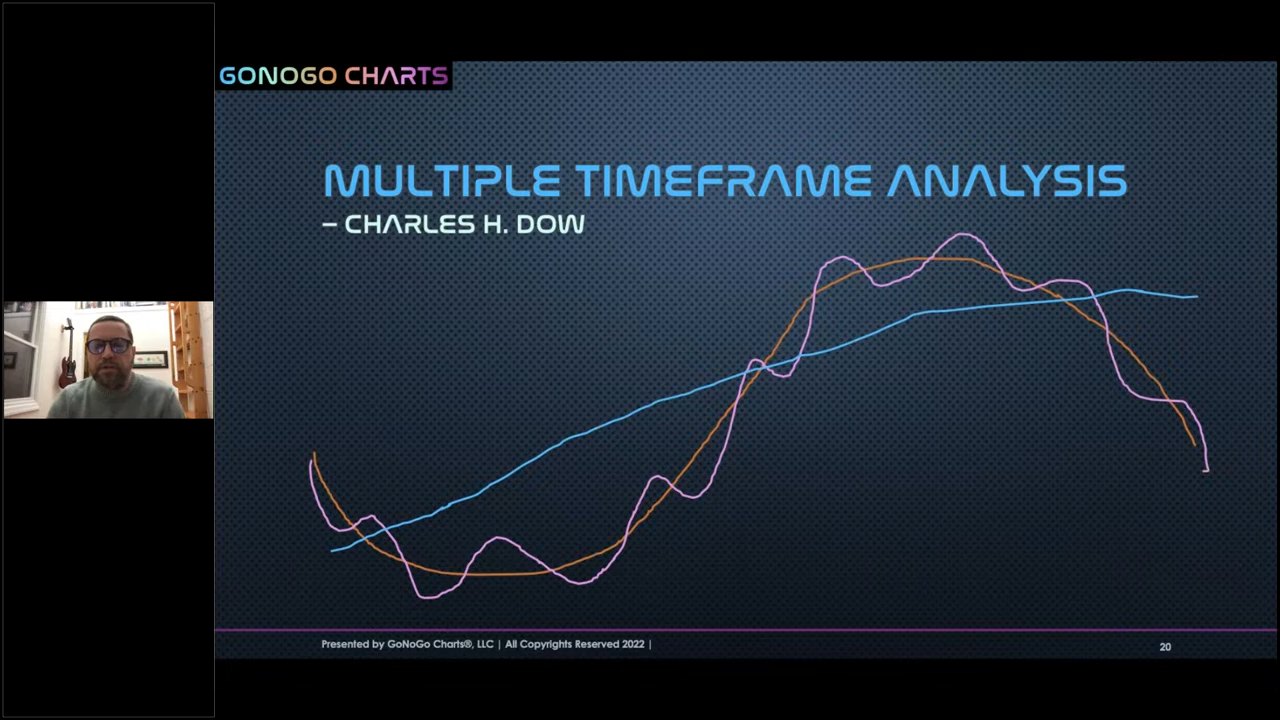 GONOGO CHARTS
MULTIPLE TIMEFRAME ANALYSIS
– CHARLES H. DOW
Presented by GoNoGo Charts®, LLC | All Copyrights Reserved 2022 |
20